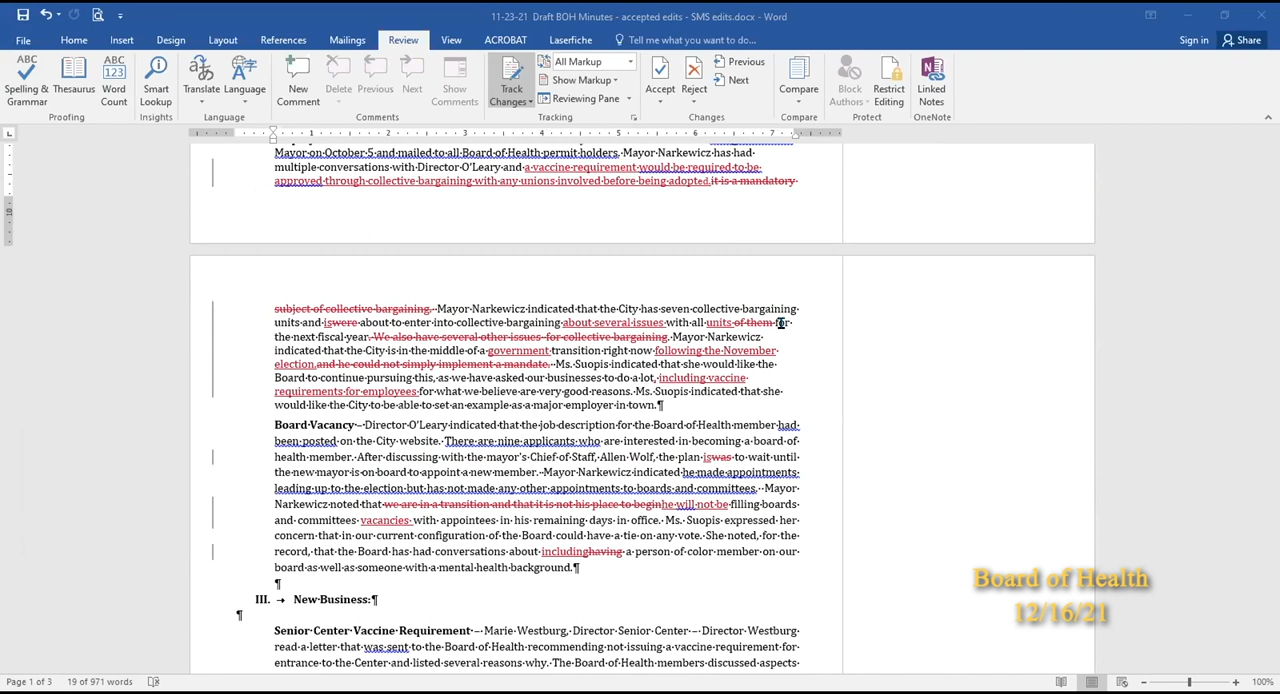 11-23-21 Draft BOH Minutes - accepted edits - SMS edits.docx - Word
File Home Insert Design Layout References Mailings Review View ACROBAT Laserfiche Tell me what you want to do... Sign in Share
ABC Spelling & Grammar Thesaurus ABC 123 Word Count Smart Lookup Translate Language New Comment Delete Previous Next Show Comments Track Changes All Markup Show Markup Reviewing Pane Accept Reject Previous Next Compare Block Authors Restrict Editing Linked Notes
Proofing Insights Language Comments Tracking Changes Compare Protect OneNote
1 2 3 4 5 6 7
Mayor on October 5 and mailed to all Board of Health permit holders. Mayor Narkewicz has had
multiple conversations with Director O'Leary and a vaccine requirement would be required to be
approved through collective bargaining with any unions involved before being adopted.it is a mandatory
subject of collective bargaining. Mayor Narkewicz indicated that the City has seven collective bargaining
units and iswere about to enter into collective bargaining about several issues with all units of them for
the next fiscal year. We also have several other issues for collective bargaining. Mayor Narkewicz
indicated that the City is in the middle of a government transition right now following the November
election.and he could not simply implement a mandate. Ms. Suopis indicated that she would like the
Board to continue pursuing this, as we have asked our businesses to do a lot, including vaccine
requirements for employees for what we believe are very good reasons. Ms. Suopis indicated that she
would like the City to be able to set an example as a major employer in town.¶
Board Vacancy – Director O'Leary indicated that the job description for the Board of Health member had
been posted on the City website. There are nine applicants who are interested in becoming a board of
health member. After discussing with the mayor's Chief of Staff, Allen Wolf, the plan iswas to wait until
the new mayor is on board to appoint a new member. Mayor Narkewicz indicated he made appointments
leading up to the election but has not made any other appointments to boards and committees. Mayor
Narkewicz noted that we are in a transition and that it is not his place to beginhe will not be filling boards
and committees vacancies with appointees in his remaining days in office. Ms. Suopis expressed her
concern that in our current configuration the Board could have a tie on any vote. She noted, for the
record, that the Board has had conversations about includinghaving a person of color member on our
board as well as someone with a mental health background.¶
¶
III. → New Business:¶
¶
Senior Center Vaccine Requirement – Marie Westburg, Director Senior Center – Director Westburg
read a letter that was sent to the Board of Health recommending not issuing a vaccine requirement for
entrance to the Center and listed several reasons why. The Board of Health members discussed aspects
Board of Health
12/16/21
Page 1 of 3 19 of 971 words 100%